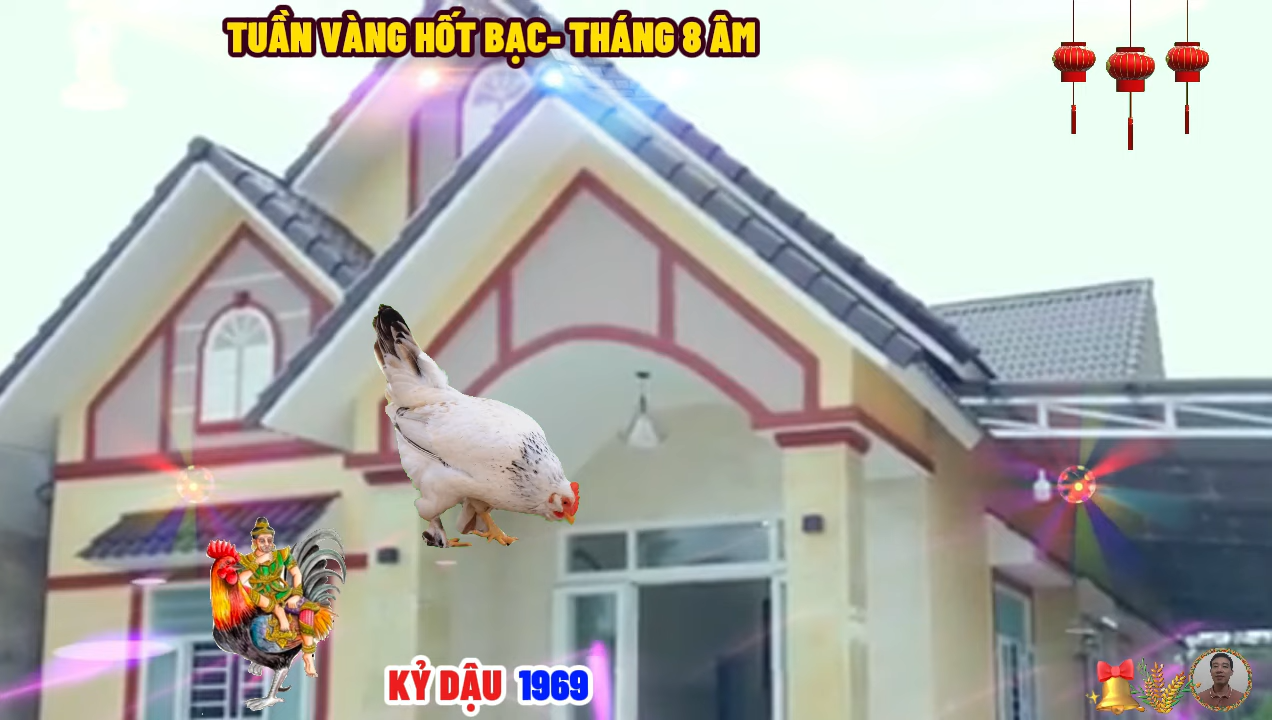 TUẦN VÀNG HỐT BẠC- THÁNG 8 ÂM
KỶ DẬU 1969